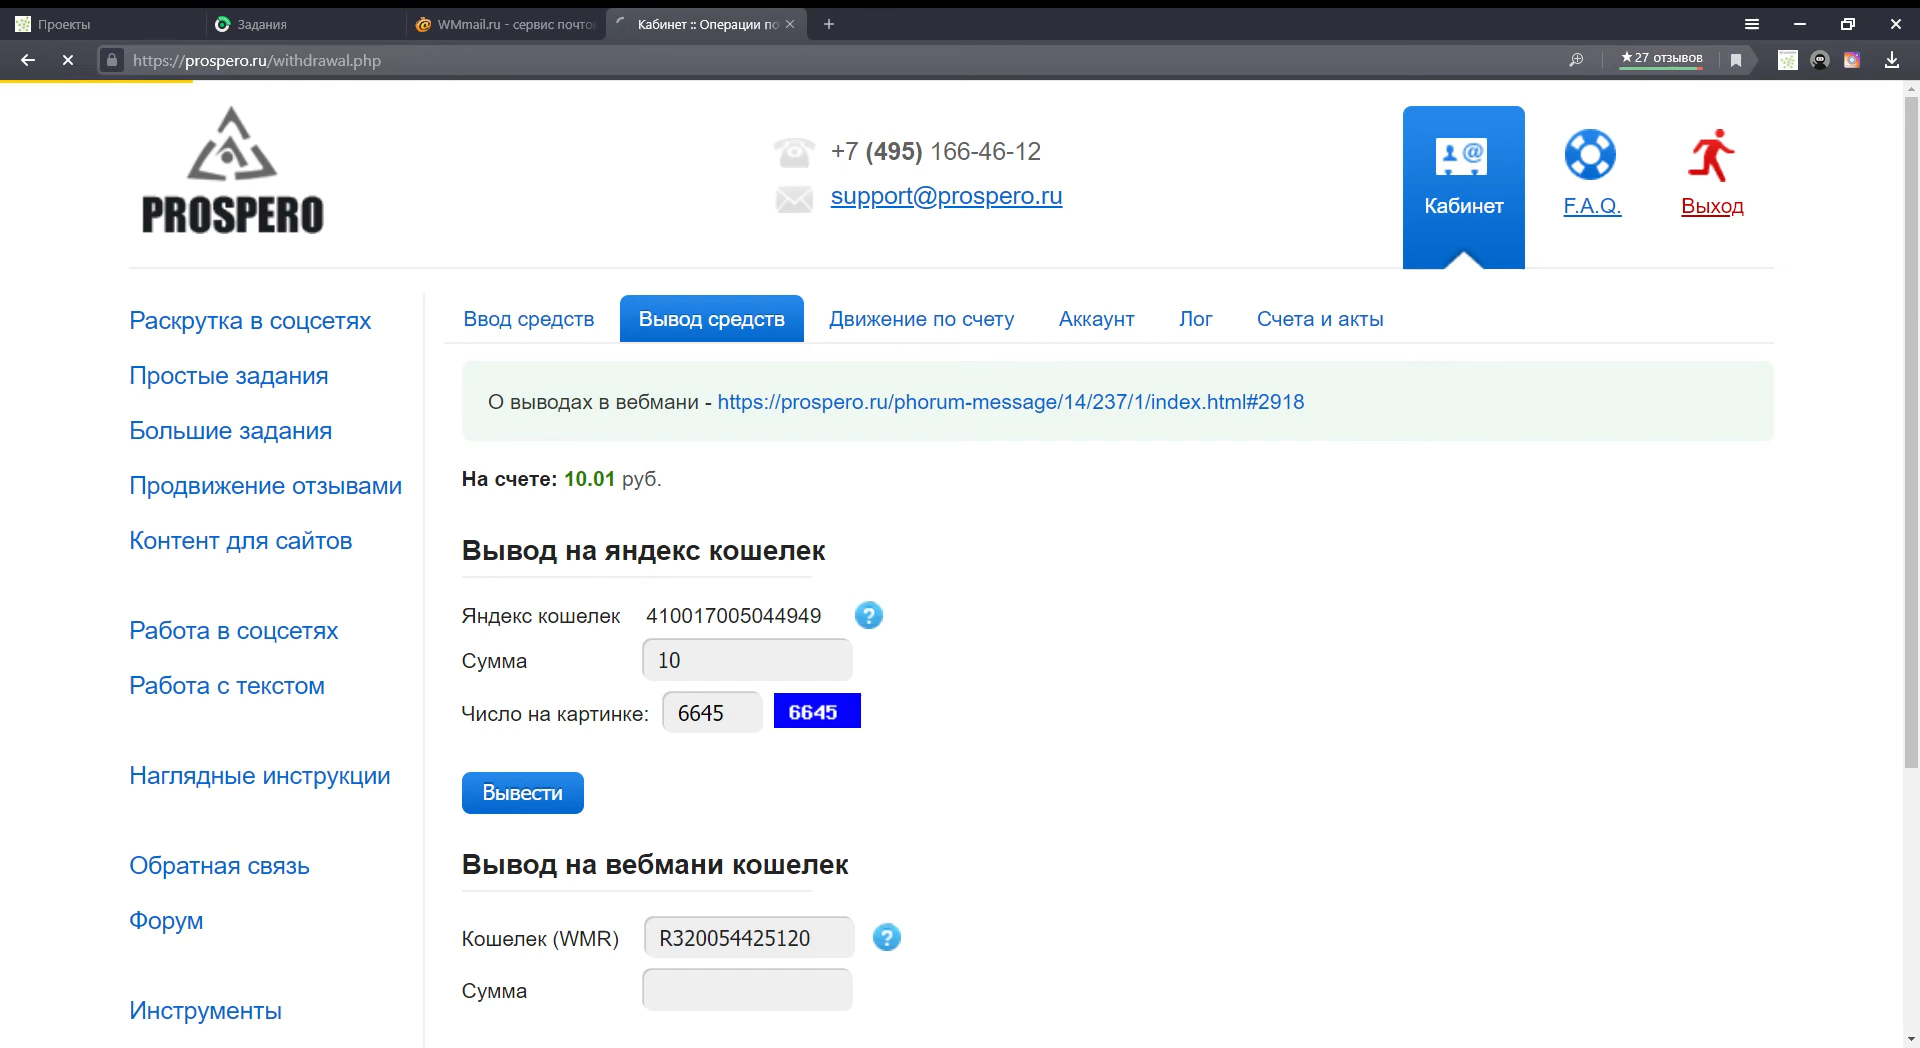 Проекты
Задания
WMmail.ru - сервис почто
Кабинет :: Операции по
https://prospero.ru/withdrawal.php
★27 отзывов
PROSPERO
+7 (495) 166-46-12
support@prospero.ru
Кабинет
F.A.Q.
Выход
Раскрутка в соцсетях
Простые задания
Большие задания
Продвижение отзывами
Контент для сайтов
Работа в соцсетях
Работа с текстом
Наглядные инструкции
Обратная связь
Форум
Инструменты
Ввод средств
Вывод средств
Движение по счету
Аккаунт
Лог
Счета и акты
О выводах в вебмани - https://prospero.ru/phorum-message/14/237/1/index.html#2918
На счете: 10.01 руб.
Вывод на яндекс кошелек
Яндекс кошелек 410017005044949 ?
Сумма 10
Число на картинке: 6645 6645
Вывести
Вывод на вебмани кошелек
Кошелек (WMR) R320054425120 ?
Сумма